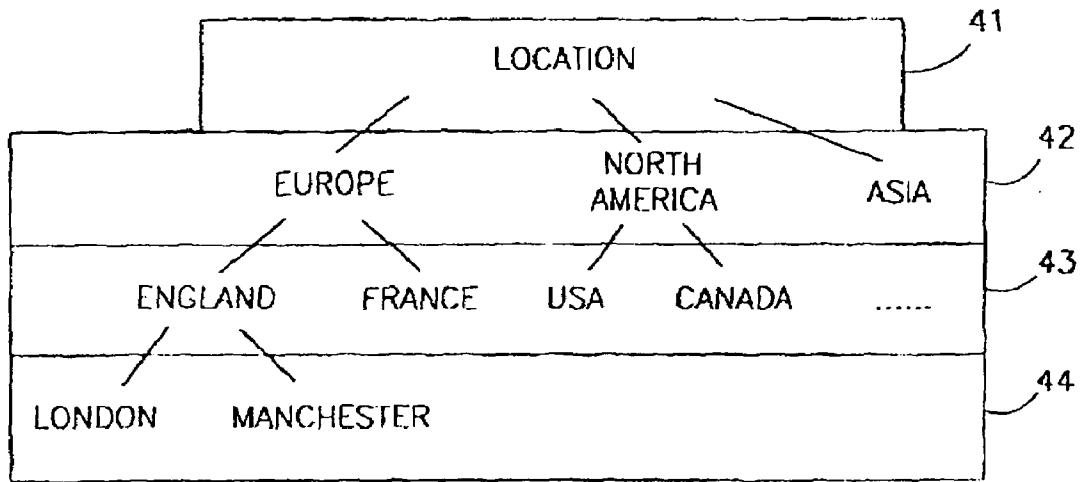 41
LOCATION
42
EUROPE
NORTH
AMERICA
ASIA
43
ENGLAND FRANCE USA CANADA ......
44
LONDON MANCHESTER